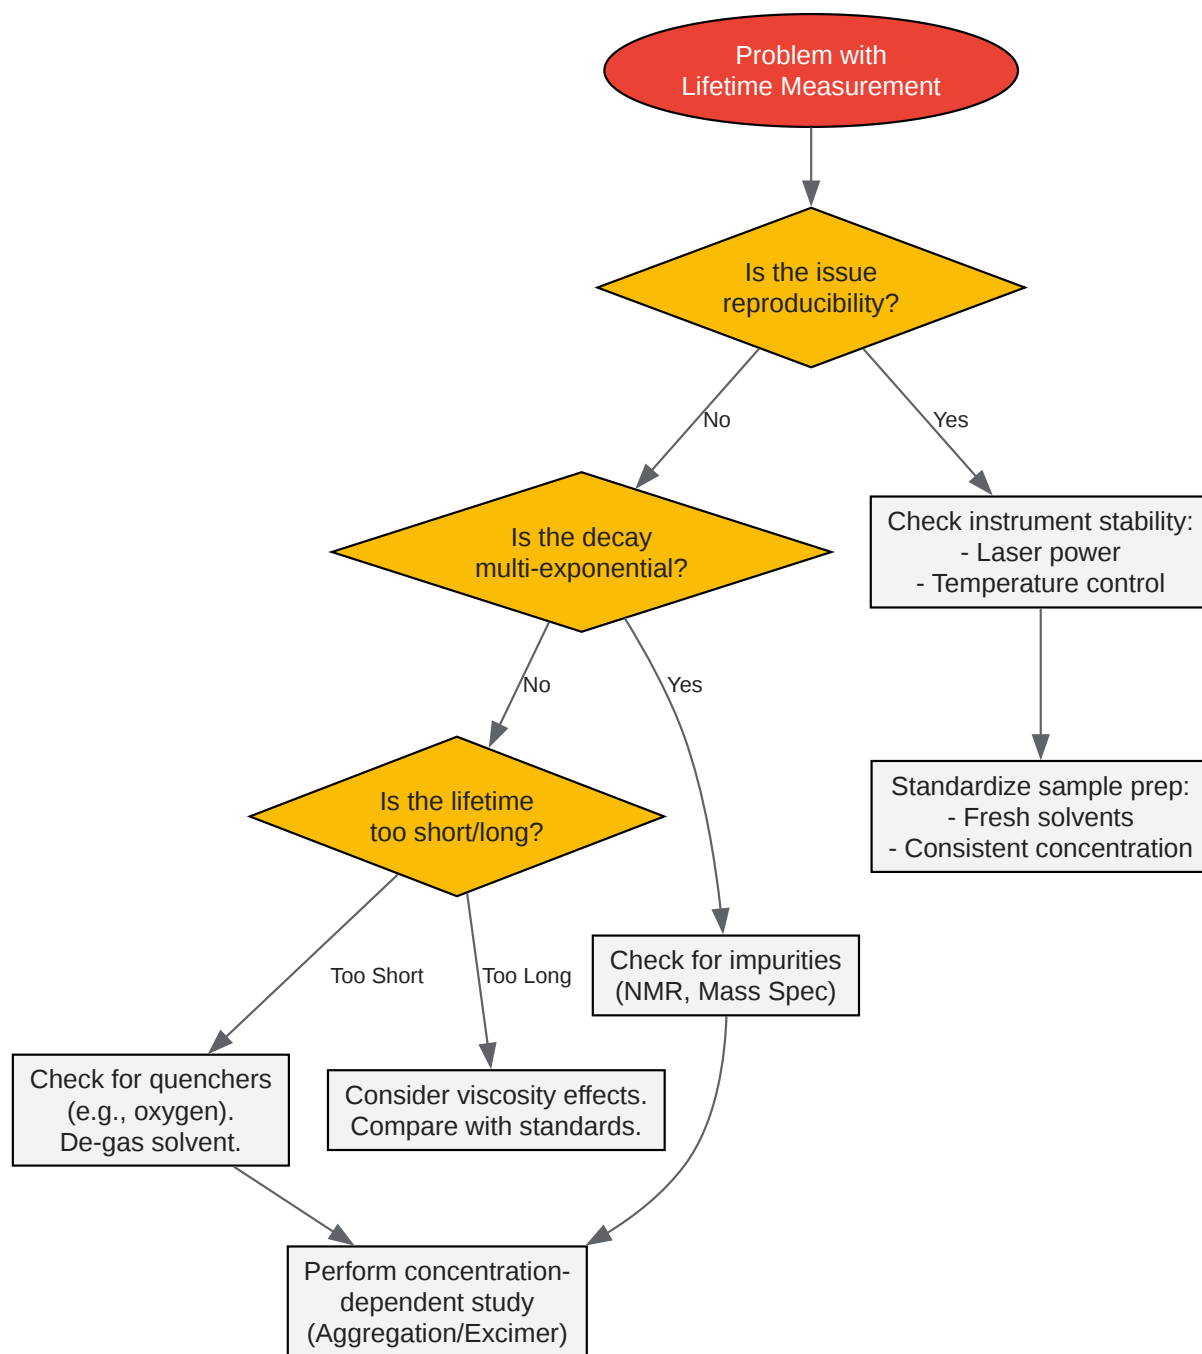 Problem with
Lifetime Measurement
Is the issue
reproducibility?
No
Yes
Is the decay
multi-exponential?
Check instrument stability:
- Laser power
- Temperature control
No
Yes
Is the lifetime
too short/long?
Standardize sample prep:
- Fresh solvents
- Consistent concentration
Too Short
Too Long
Check for impurities
(NMR, Mass Spec)
Check for quenchers
(e.g., oxygen).
De-gas solvent.
Consider viscosity effects.
Compare with standards.
Perform concentration-
dependent study
(Aggregation/Excimer)